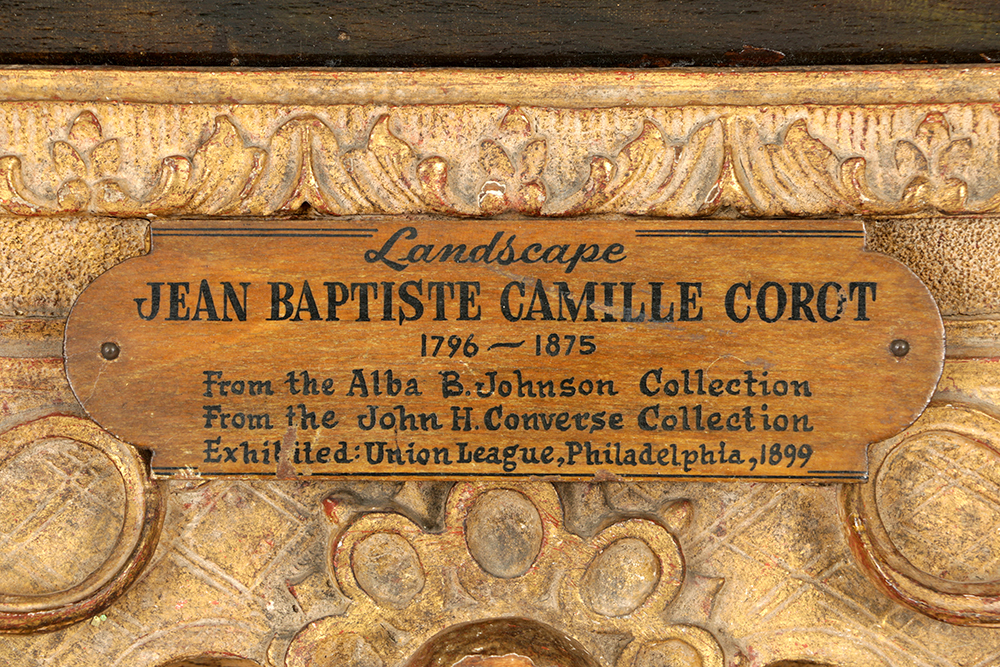 Landscape
JEAN BAPTISTE CAMILLE COROT
1796 — 1875
From the Alba B. Johnson Collection
From the John H. Converse Collection
Exhibited: Union League, Philadelphia, 1899